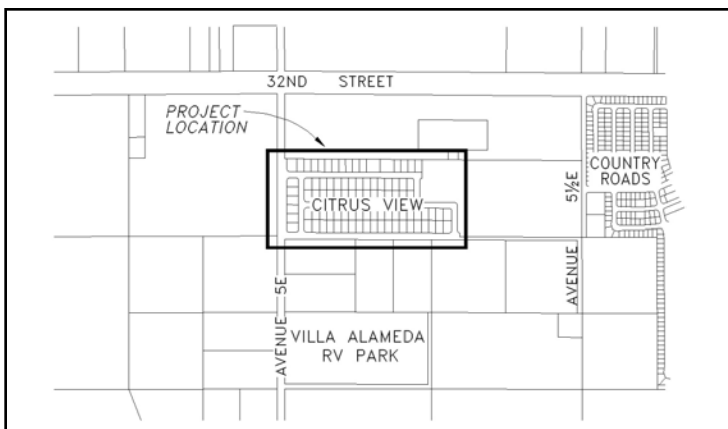 32ND STREET
PROJECT
LOCATION
COUNTRY
ROADS
CITRUS VIEW
AVENUE 5½E
AVENUE 5E
VILLA ALAMEDA
RV PARK